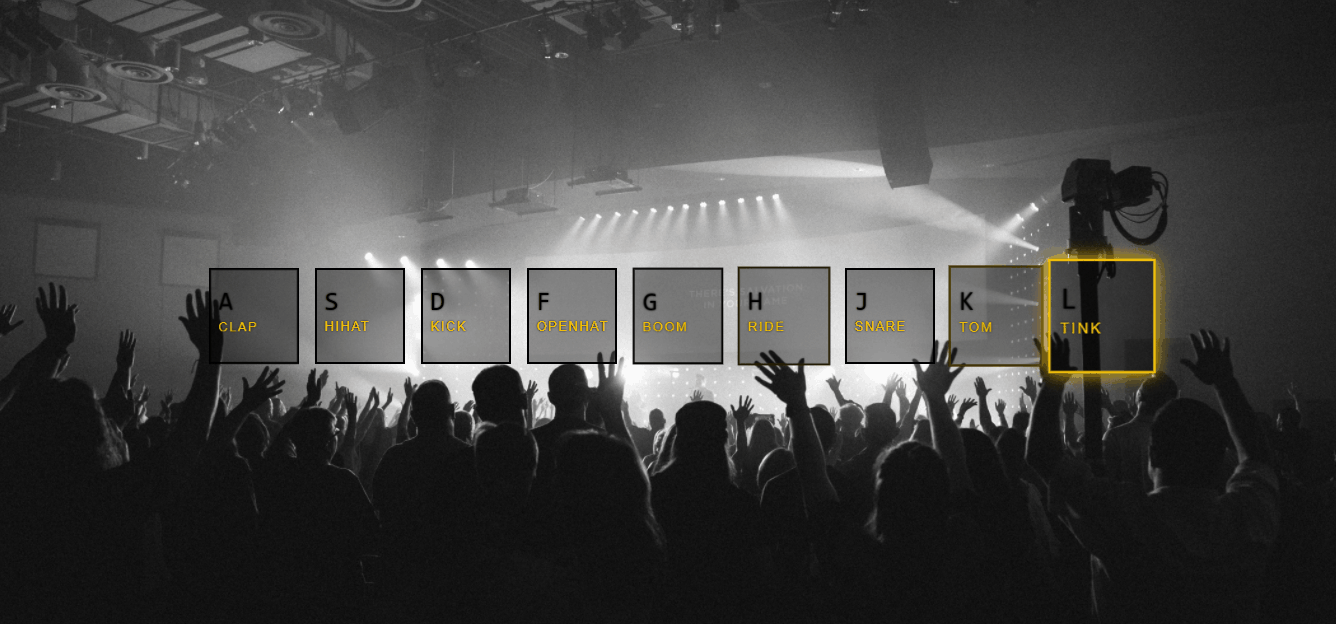 A
CLAP
S
HIHAT
D
KICK
F
OPENHAT
G
BOOM
H
RIDE
J
SNARE
K
TOM
L
TINK